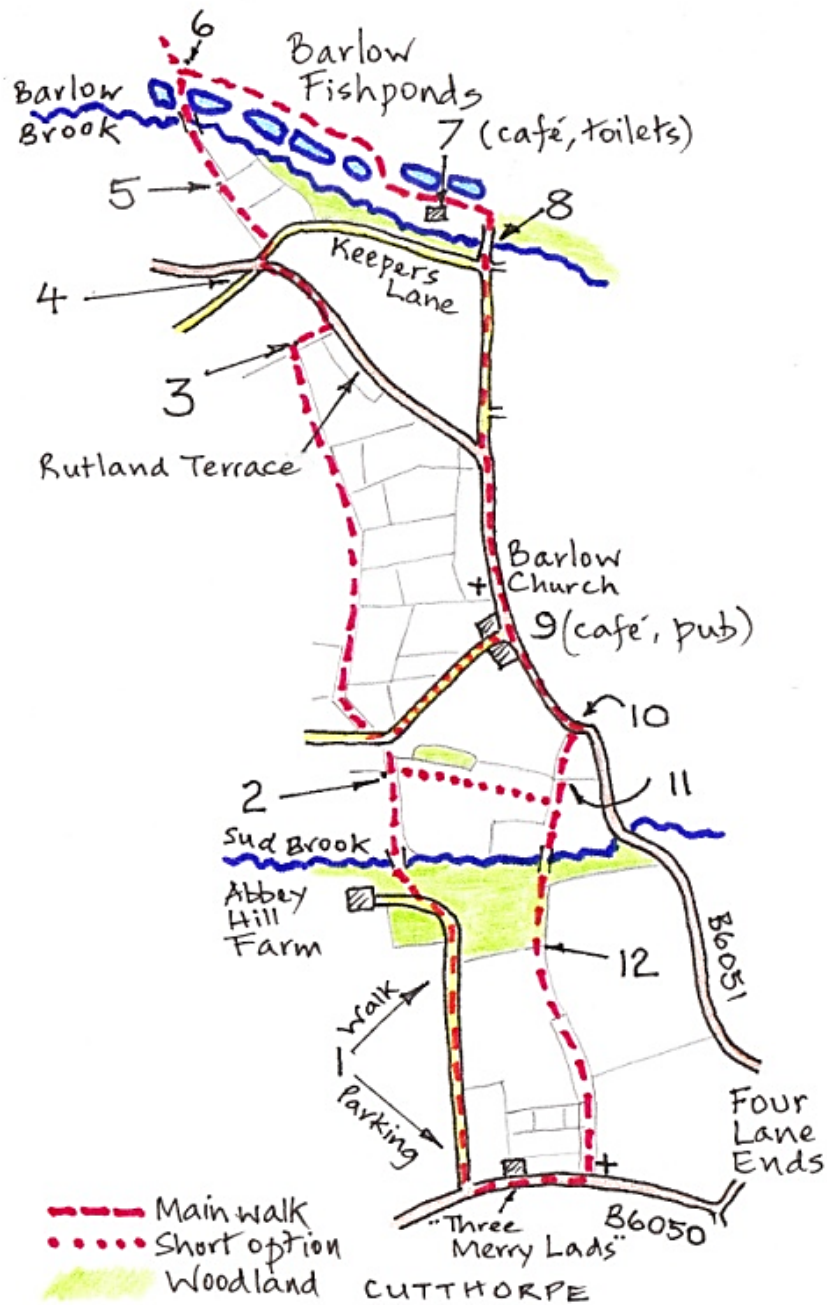 6
Barlow
Fishponds
Barlow
Brook
7 (café, toilets)
5
8
Keepers
Lane
4
3
Rutland Terrace
Barlow
Church
9 (café, pub)
10
2
11
Sud Brook
Abbey
Hill
Farm
12
B6051
Walk
1
Parking
Four
Lane
Ends
"Three
Merry Lads"
B6050
Main walk
Short option
Woodland
CUTTHORPE